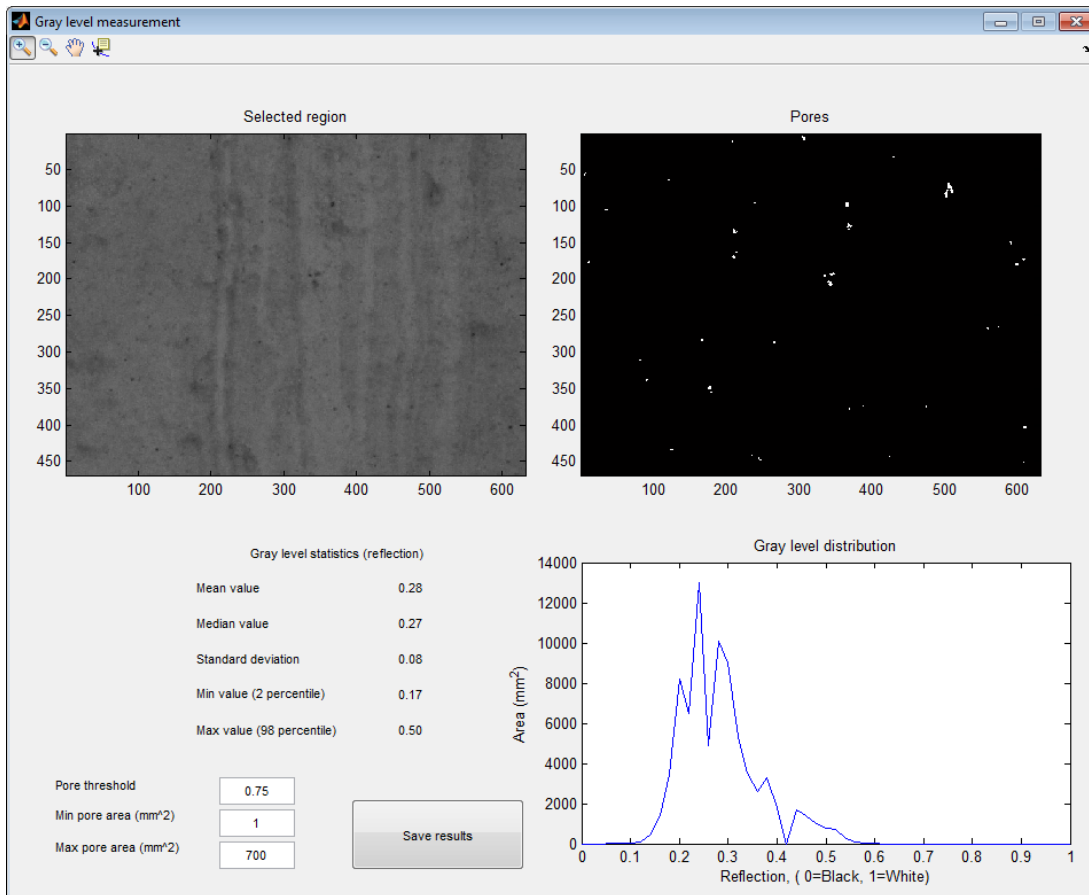 Gray level measurement
Selected region
50
100
150
200
250
300
350
400
450
100 200 300 400 500 600
Pores
50
100
150
200
250
300
350
400
450
100 200 300 400 500 600
Gray level statistics (reflection)
Mean value 0.28
Median value 0.27
Standard deviation 0.08
Min value (2 percentile) 0.17
Max value (98 percentile) 0.50
Pore threshold 0.75
Min pore area (mm^2) 1
Max pore area (mm^2) 700
Save results
Gray level distribution
Area (mm²)
14000
12000
10000
8000
6000
4000
2000
0
0 0.1 0.2 0.3 0.4 0.5 0.6 0.7 0.8 0.9 1
Reflection, ( 0=Black, 1=White)